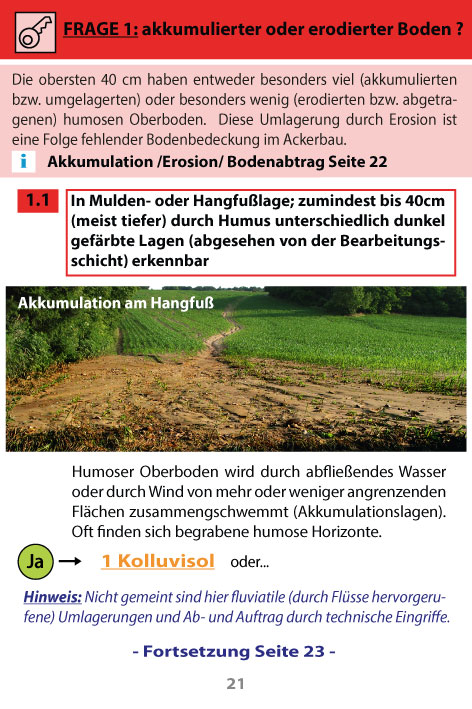 FRAGE 1: akkumulierter oder erodierter Boden ?
Die obersten 40 cm haben entweder besonders viel (akkumulierten
bzw. umgelagerten) oder besonders wenig (erodierten bzw. abgetra-
genen) humosen Oberboden. Diese Umlagerung durch Erosion ist
eine Folge fehlender Bodenbedeckung im Ackerbau.
i Akkumulation /Erosion/ Bodenabtrag Seite 22
1.1 In Mulden- oder Hangfußlage; zumindest bis 40cm
(meist tiefer) durch Humus unterschiedlich dunkel
gefärbte Lagen (abgesehen von der Bearbeitungs-
schicht) erkennbar
Akkumulation am Hangfuß
Humoser Oberboden wird durch abfließendes Wasser
oder durch Wind von mehr oder weniger angrenzenden
Flächen zusammengschwemmt (Akkumulationslagen).
Oft finden sich begrabene humose Horizonte.
Ja → 1 Kolluvisol oder...
Hinweis: Nicht gemeint sind hier fluviatile (durch Flüsse hervorgeru-
fene) Umlagerungen und Ab- und Auftrag durch technische Eingriffe.
- Fortsetzung Seite 23 -
21